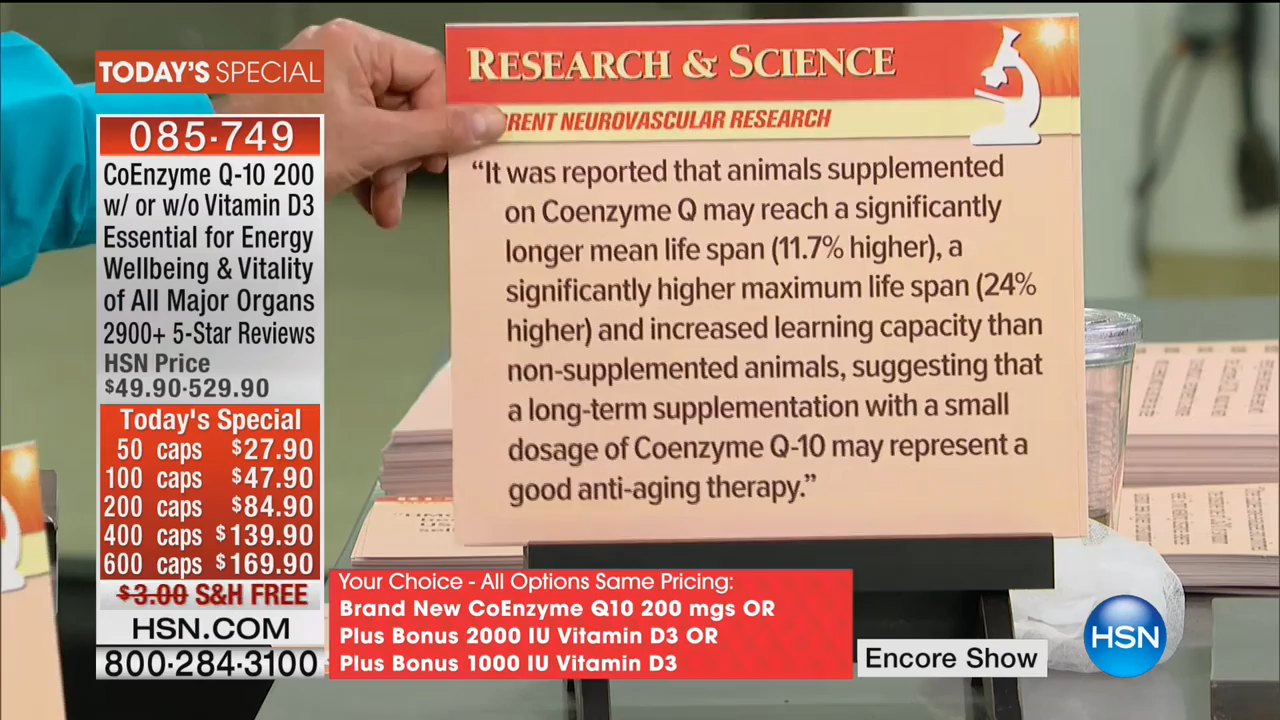 TODAY'S SPECIAL
085·749
CoEnzyme Q-10 200
w/ or w/o Vitamin D3
Essential for Energy
Wellbeing & Vitality
of All Major Organs
2900+ 5-Star Reviews
HSN Price
$49.90-529.90
Today's Special
50 caps $27.90
100 caps $47.90
200 caps $84.90
400 caps $139.90
600 caps $169.90
$3.00 S&H FREE
HSN.COM
800·284·3100
RESEARCH & SCIENCE
RENT NEUROVASCULAR RESEARCH
“It was reported that animals supplemented
on Coenzyme Q may reach a significantly
longer mean life span (11.7% higher), a
significantly higher maximum life span (24%
higher) and increased learning capacity than
non-supplemented animals, suggesting that
a long-term supplementation with a small
dosage of Coenzyme Q-10 may represent a
good anti-aging therapy.”
Your Choice - All Options Same Pricing:
Brand New CoEnzyme Q10 200 mgs OR
Plus Bonus 2000 IU Vitamin D3 OR
Plus Bonus 1000 IU Vitamin D3
Encore Show
HSN